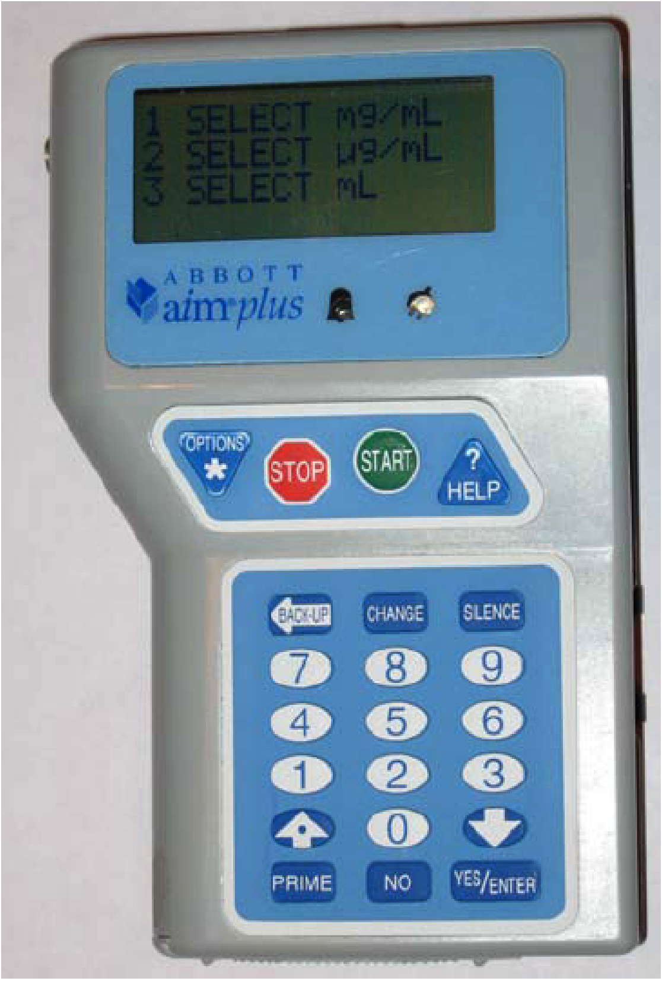 1 SELECT mg/mL
2 SELECT µg/mL
3 SELECT mL
ABBOTT
aim plus
OPTIONS
*
STOP
START
?
HELP
BACK-UP CHANGE SILENCE
7 8 9
4 5 6
1 2 3
0
PRIME NO YES/ENTER